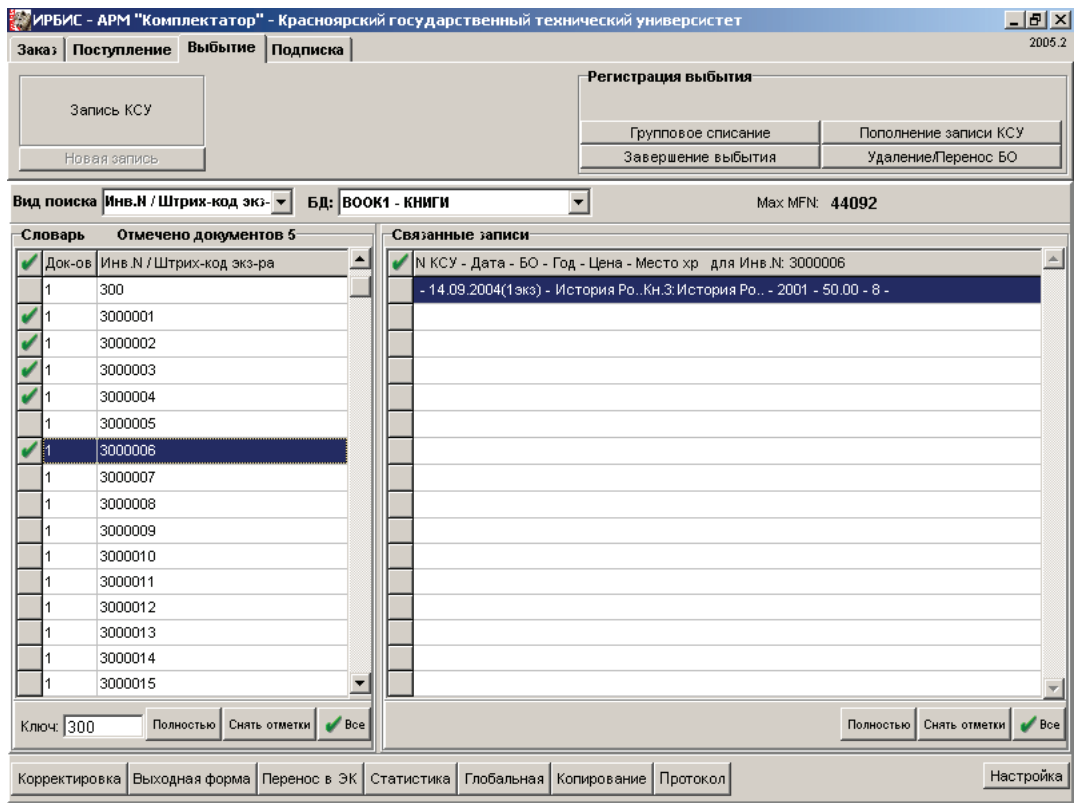 ИРБИС - АРМ "Комплектатор" - Красноярский государственный технический универсистет
Заказ Поступление Выбытие Подписка 2005.2
Регистрация выбытия
Запись КСУ
Групповое списание Пополнение записи КСУ
Новая запись Завершение выбытия Удаление/Перенос БО
Вид поиска Инв.N / Штрих-код экз- БД: BOOK1 - КНИГИ Max MFN: 44092
Словарь Отмечено документов 5 Связанные записи
Док-ов Инв.N / Штрих-код экз-ра N КСУ - Дата - БО - Год - Цена - Место хр для Инв.N: 3000006
1 300 - 14.09.2004(1экз) - История Ро..Кн.3:История Ро.. - 2001 - 50.00 - 8 -
1 3000001
1 3000002
1 3000003
1 3000004
1 3000005
1 3000006
1 3000007
1 3000008
1 3000009
1 3000010
1 3000011
1 3000012
1 3000013
1 3000014
1 3000015
Ключ: 300 Полностью Снять отметки Все Полностью Снять отметки Все
Корректировка Выходная форма Перенос в ЭК Статистика Глобальная Копирование Протокол Настройка